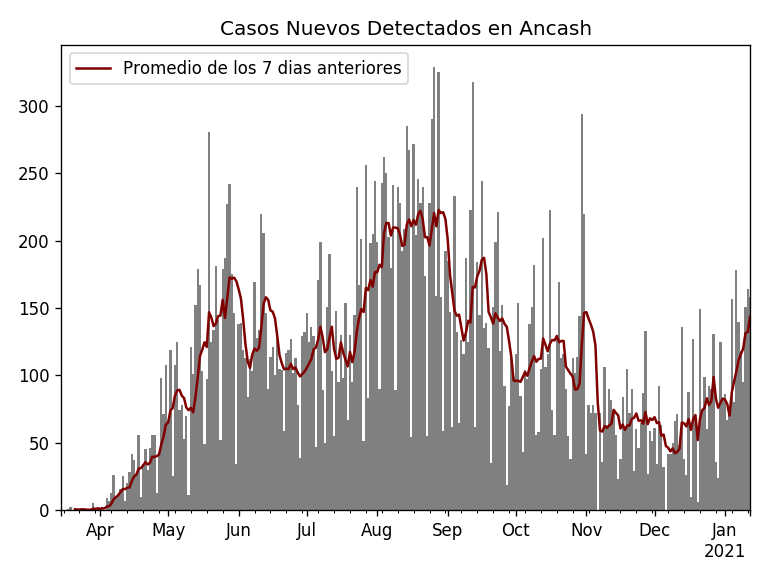 Casos Nuevos Detectados en Ancash
Promedio de los 7 dias anteriores
300
250
200
150
100
50
0
Apr May Jun Jul Aug Sep Oct Nov Dec Jan
2021